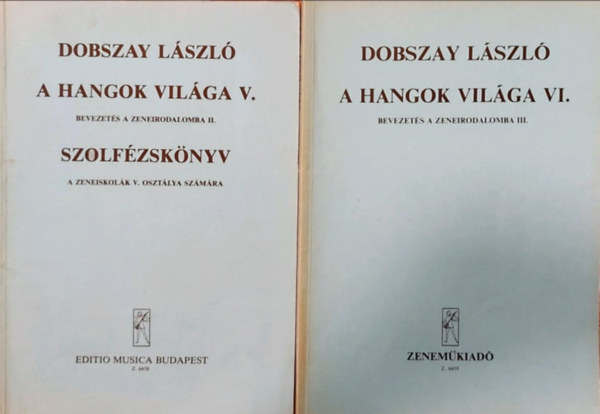 DOBSZAY LÁSZLÓ
A HANGOK VILÁGA V.
BEVEZETÉS A ZENEIRODALOMBA II.
SZOLFÉZSKÖNYV
A ZENEISKOLÁK V. OSZTÁLYA SZÁMÁRA
EDITIO MUSICA BUDAPEST
DOBSZAY LÁSZLÓ
A HANGOK VILÁGA VI.
BEVEZETÉS A ZENEIRODALOMBA III.
ZENEMŰKIADÓ